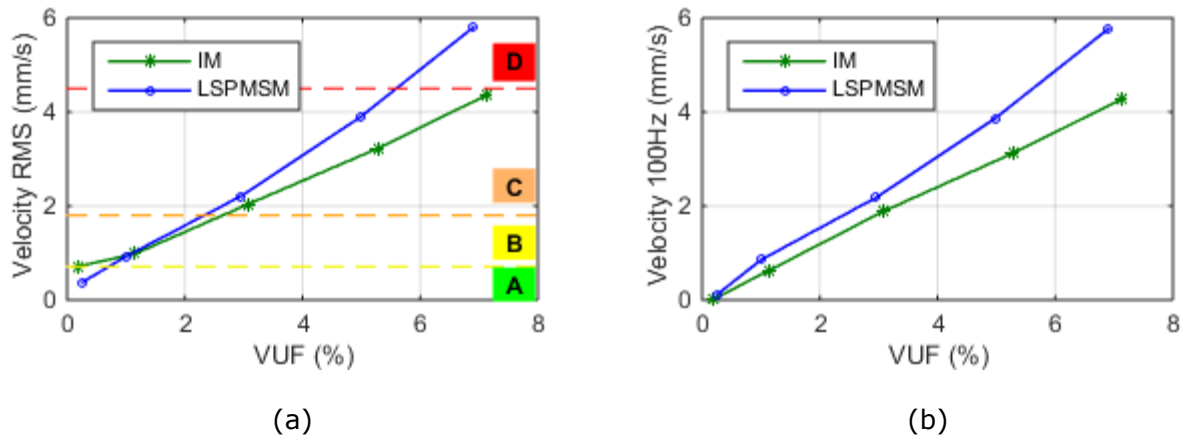 Velocity RMS (mm/s)
6
4
2
0
IM
LSPMSM
D
C
B
A
0 2 4 6 8
VUF (%)
(a)
Velocity 100Hz (mm/s)
6
4
2
0
IM
LSPMSM
0 2 4 6 8
VUF (%)
(b)